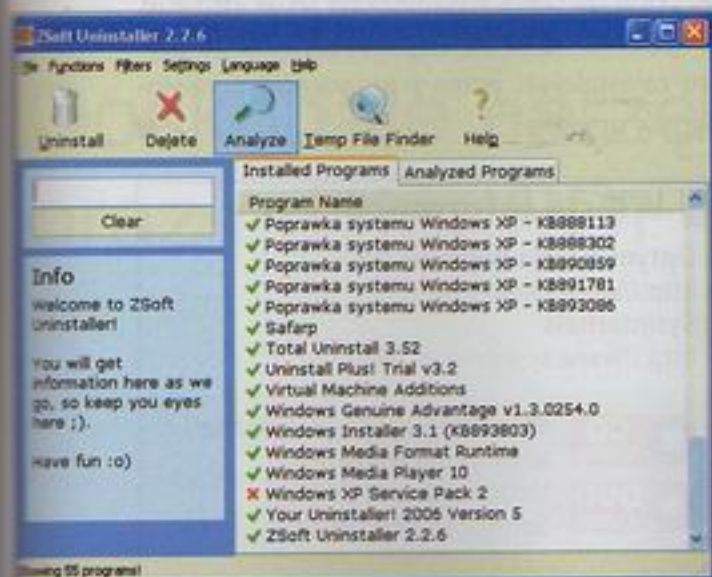 ZSoft Uninstaller 2.2.6
File Functions Filters Settings Language Help
Uninstall Delete Analyze Temp File Finder Help
Installed Programs Analyzed Programs
Clear
Info
Welcome to ZSoft
Uninstaller!
You will get
information here as we
go, so keep you eyes
here ;).
Have fun :o)
Program Name
Poprawka systemu Windows XP - KB888113
Poprawka systemu Windows XP - KB888302
Poprawka systemu Windows XP - KB890859
Poprawka systemu Windows XP - KB891781
Poprawka systemu Windows XP - KB893086
Safarp
Total Uninstall 3.52
Uninstall Plus! Trial v3.2
Virtual Machine Additions
Windows Genuine Advantage v1.3.0254.0
Windows Installer 3.1 (KB893803)
Windows Media Format Runtime
Windows Media Player 10
Windows XP Service Pack 2
Your Uninstaller! 2006 Version 5
ZSoft Uninstaller 2.2.6
Showing 55 programs!